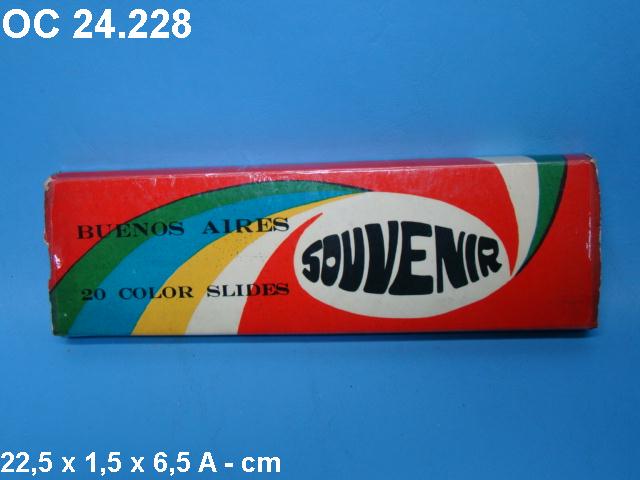 OC 24.228
BUENOS AIRES
SOUVENIR
20 COLOR SLIDES
22,5 x 1,5 x 6,5 A - cm